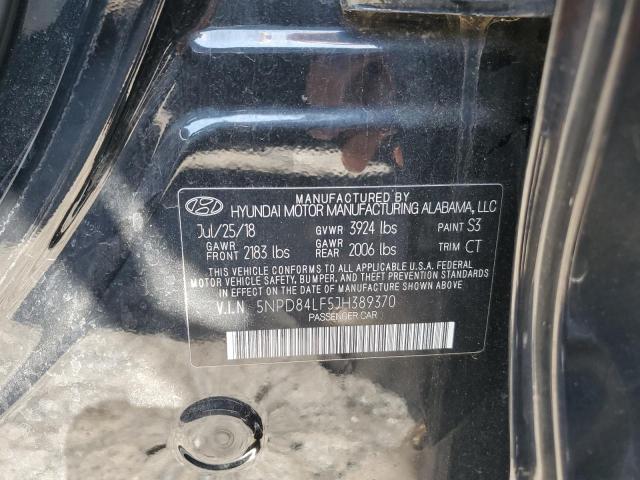 MANUFACTURED BY
HYUNDAI MOTOR MANUFACTURING ALABAMA, LLC
Jul/25/18 GVWR 3924 lbs PAINT S3
GAWR FRONT 2183 lbs GAWR REAR 2006 lbs TRIM CT
THIS VEHICLE CONFORMS TO ALL APPLICABLE U.S.A. FEDERAL
MOTOR VEHICLE SAFETY, BUMPER, AND THEFT PREVENTION STANDARDS
IN EFFECT ON THE DATE OF MANUFACTURE SHOWN ABOVE.
V.I.N 5NPD84LF5JH389370
PASSENGER CAR